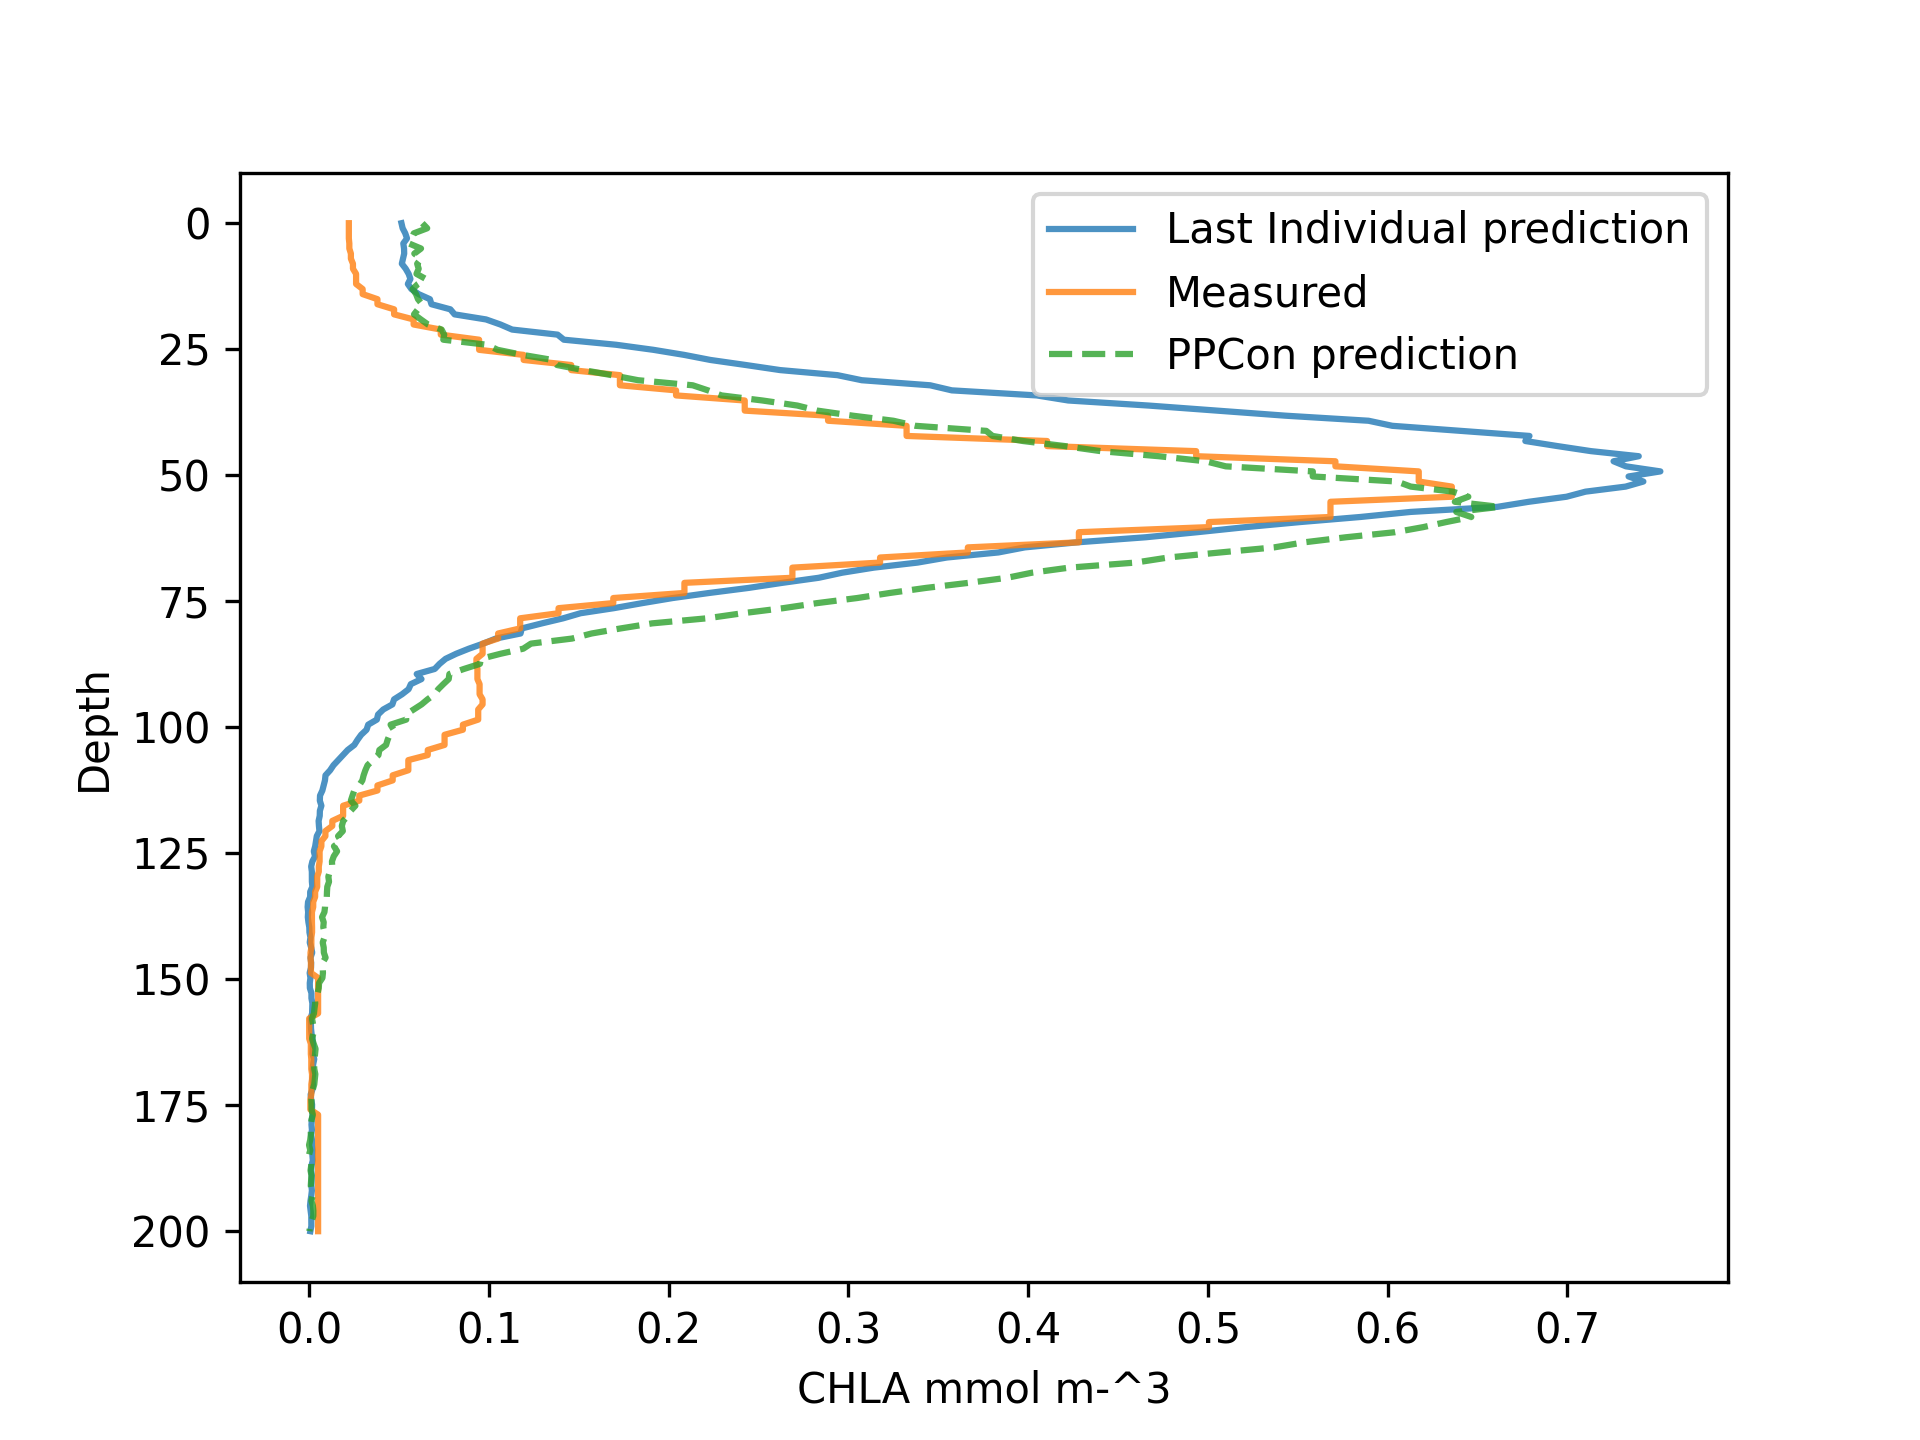 Last Individual prediction
Measured
PPCon prediction
0
25
50
75
100
125
150
175
200
Depth
0.0 0.1 0.2 0.3 0.4 0.5 0.6 0.7
CHLA mmol m-^3